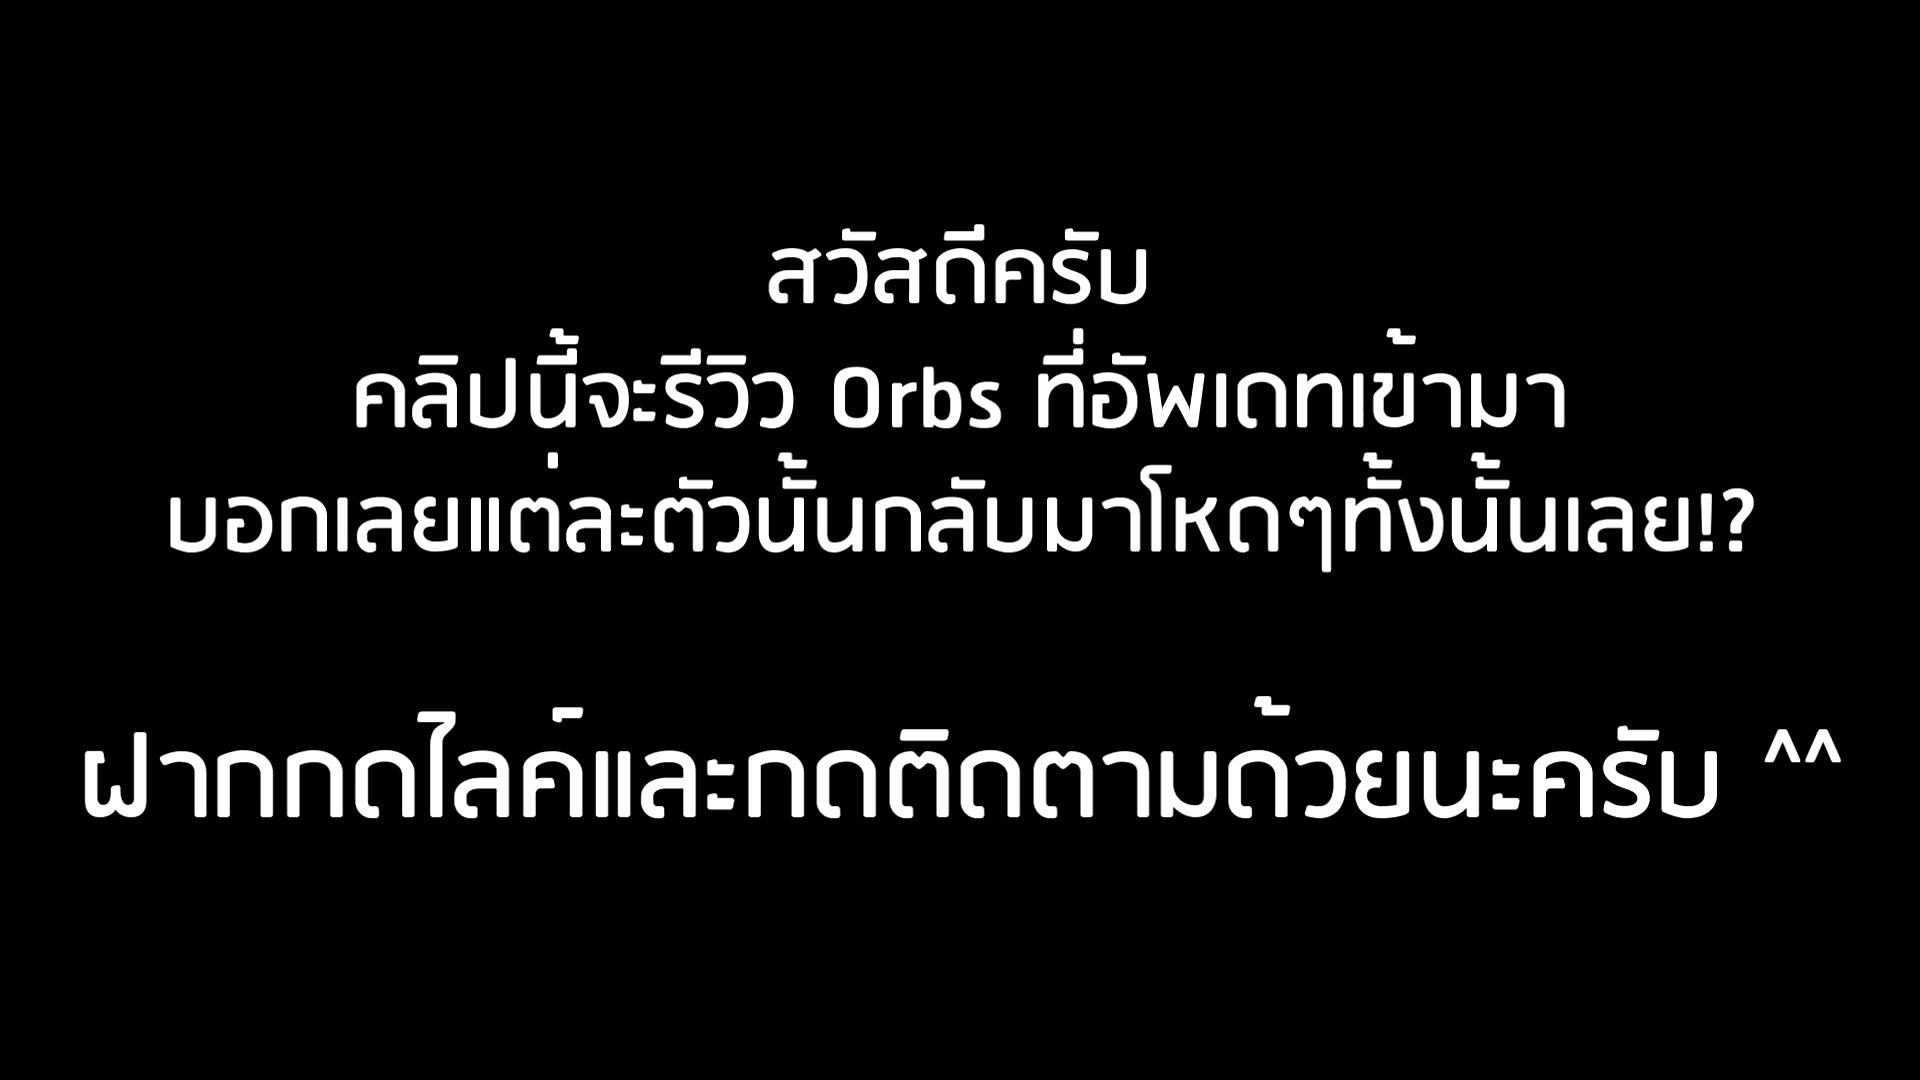 สวัสดีครับ
คลิปนี้จะรีวิว Orbs ที่อัพเดทเข้ามา
บอกเลยแต่ละตัวนั้นกลับมาโหดๆทั้งนั้นเลย!?
ฝากกดไลค์และกดติดตามด้วยนะครับ ^^